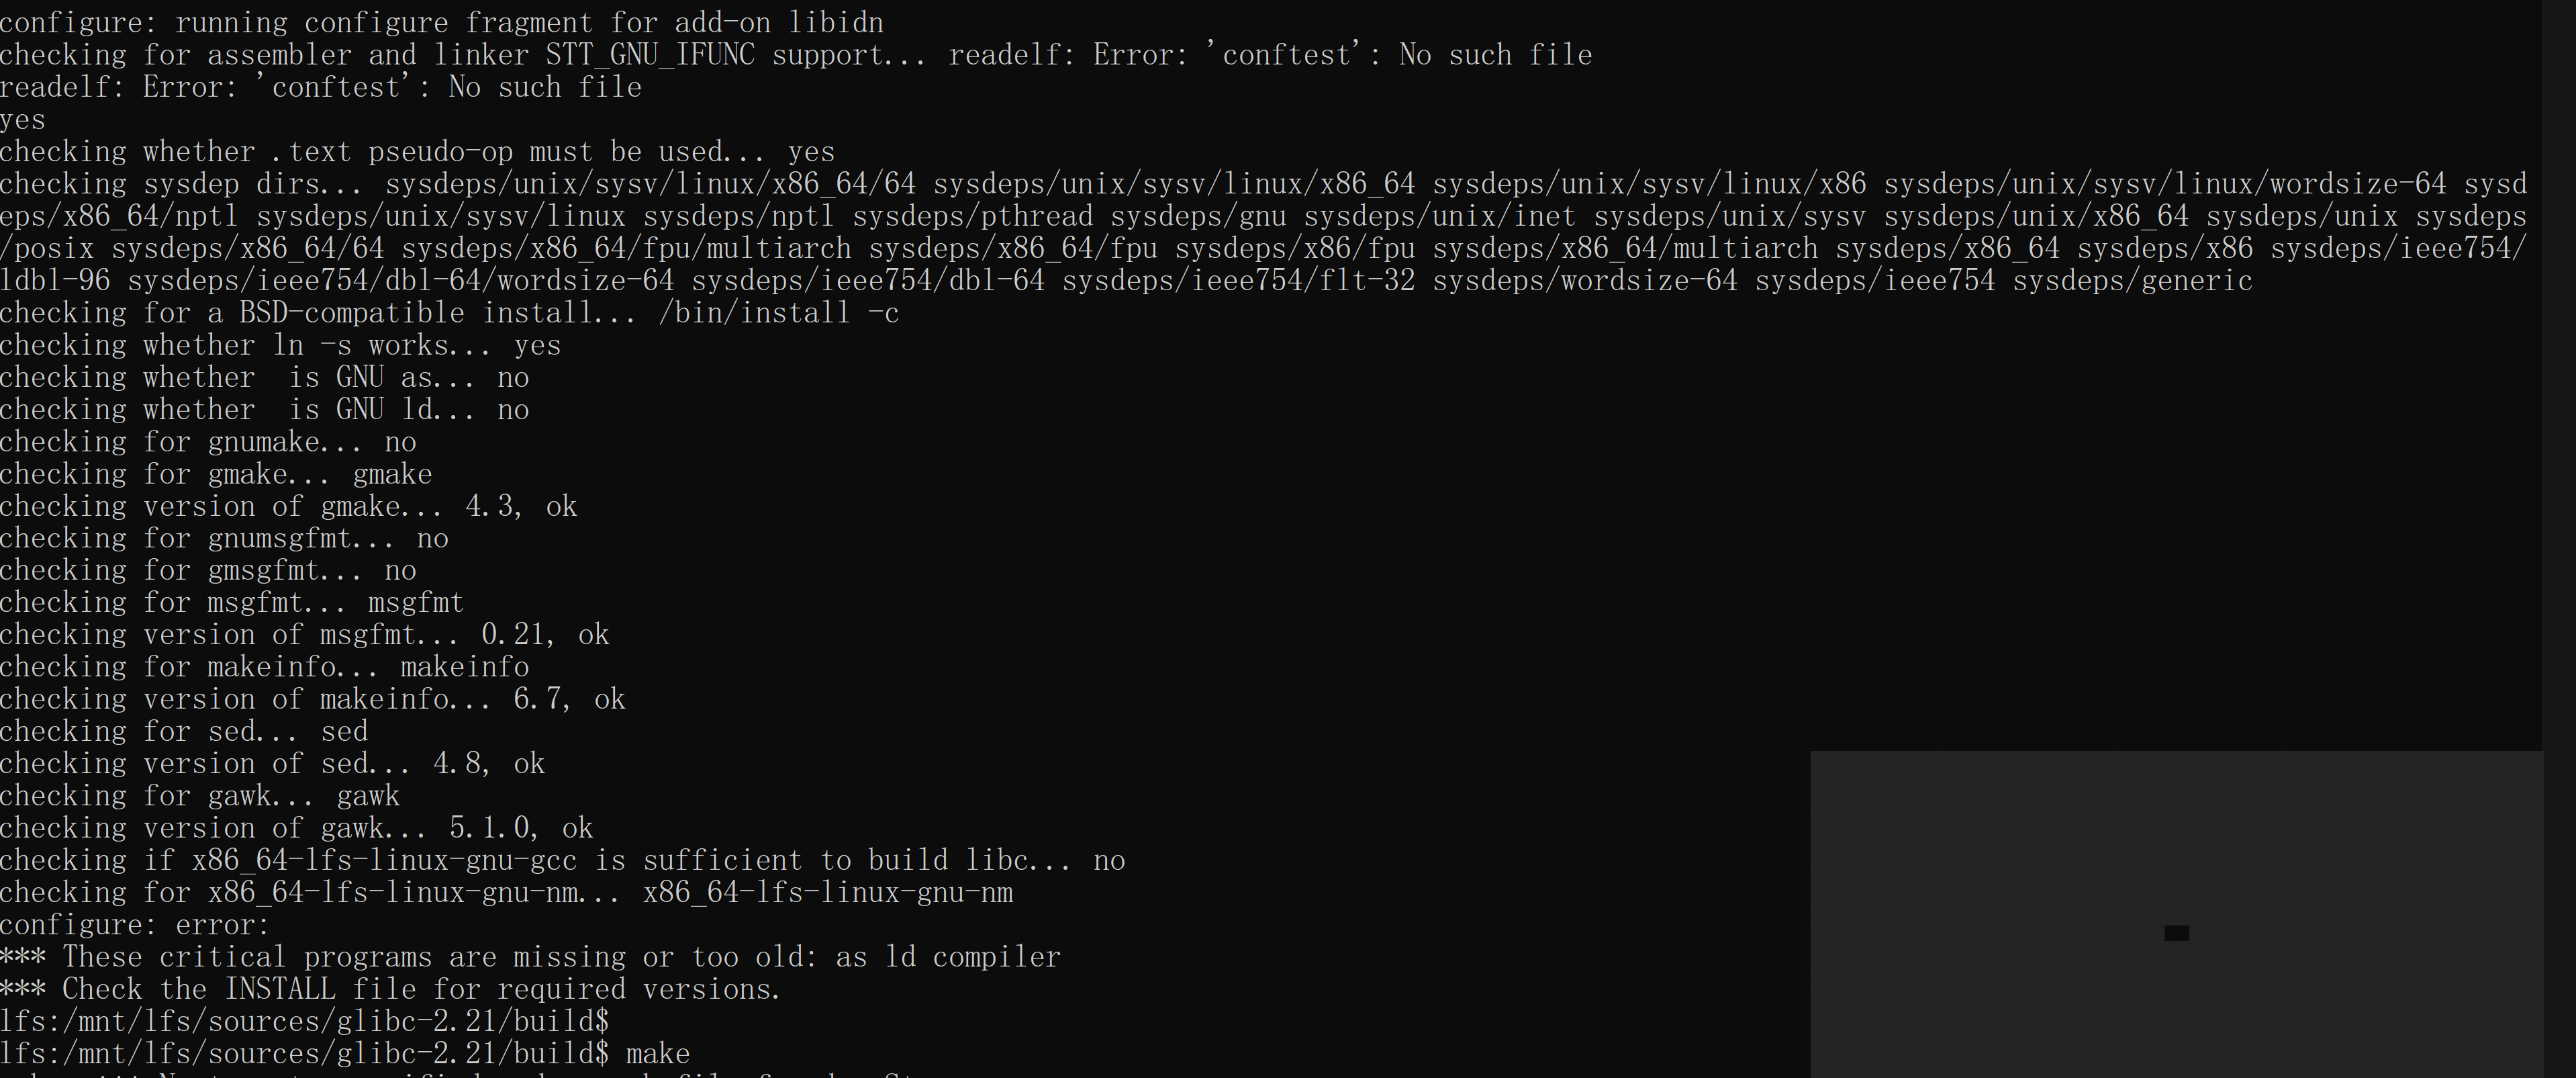 configure: running configure fragment for add-on libidn
checking for assembler and linker STT_GNU_IFUNC support... readelf: Error: 'conftest': No such file
readelf: Error: 'conftest': No such file
yes
checking whether .text pseudo-op must be used... yes
checking sysdep dirs... sysdeps/unix/sysv/linux/x86_64/64 sysdeps/unix/sysv/linux/x86_64 sysdeps/unix/sysv/linux/x86 sysdeps/unix/sysv/linux/wordsize-64 sysd
eps/x86_64/nptl sysdeps/unix/sysv/linux sysdeps/nptl sysdeps/pthread sysdeps/gnu sysdeps/unix/inet sysdeps/unix/sysv sysdeps/unix/x86_64 sysdeps/unix sysdeps
/posix sysdeps/x86_64/64 sysdeps/x86_64/fpu/multiarch sysdeps/x86_64/fpu sysdeps/x86/fpu sysdeps/x86_64/multiarch sysdeps/x86_64 sysdeps/x86 sysdeps/ieee754/
ldbl-96 sysdeps/ieee754/dbl-64/wordsize-64 sysdeps/ieee754/dbl-64 sysdeps/ieee754/flt-32 sysdeps/wordsize-64 sysdeps/ieee754 sysdeps/generic
checking for a BSD-compatible install... /bin/install -c
checking whether ln -s works... yes
checking whether  is GNU as... no
checking whether  is GNU ld... no
checking for gnumake... no
checking for gmake... gmake
checking version of gmake... 4.3, ok
checking for gnumsgfmt... no
checking for gmsgfmt... no
checking for msgfmt... msgfmt
checking version of msgfmt... 0.21, ok
checking for makeinfo... makeinfo
checking version of makeinfo... 6.7, ok
checking for sed... sed
checking version of sed... 4.8, ok
checking for gawk... gawk
checking version of gawk... 5.1.0, ok
checking if x86_64-lfs-linux-gnu-gcc is sufficient to build libc... no
checking for x86_64-lfs-linux-gnu-nm... x86_64-lfs-linux-gnu-nm
configure: error:
*** These critical programs are missing or too old: as ld compiler
*** Check the INSTALL file for required versions.
lfs:/mnt/lfs/sources/glibc-2.21/build$
lfs:/mnt/lfs/sources/glibc-2.21/build$ make